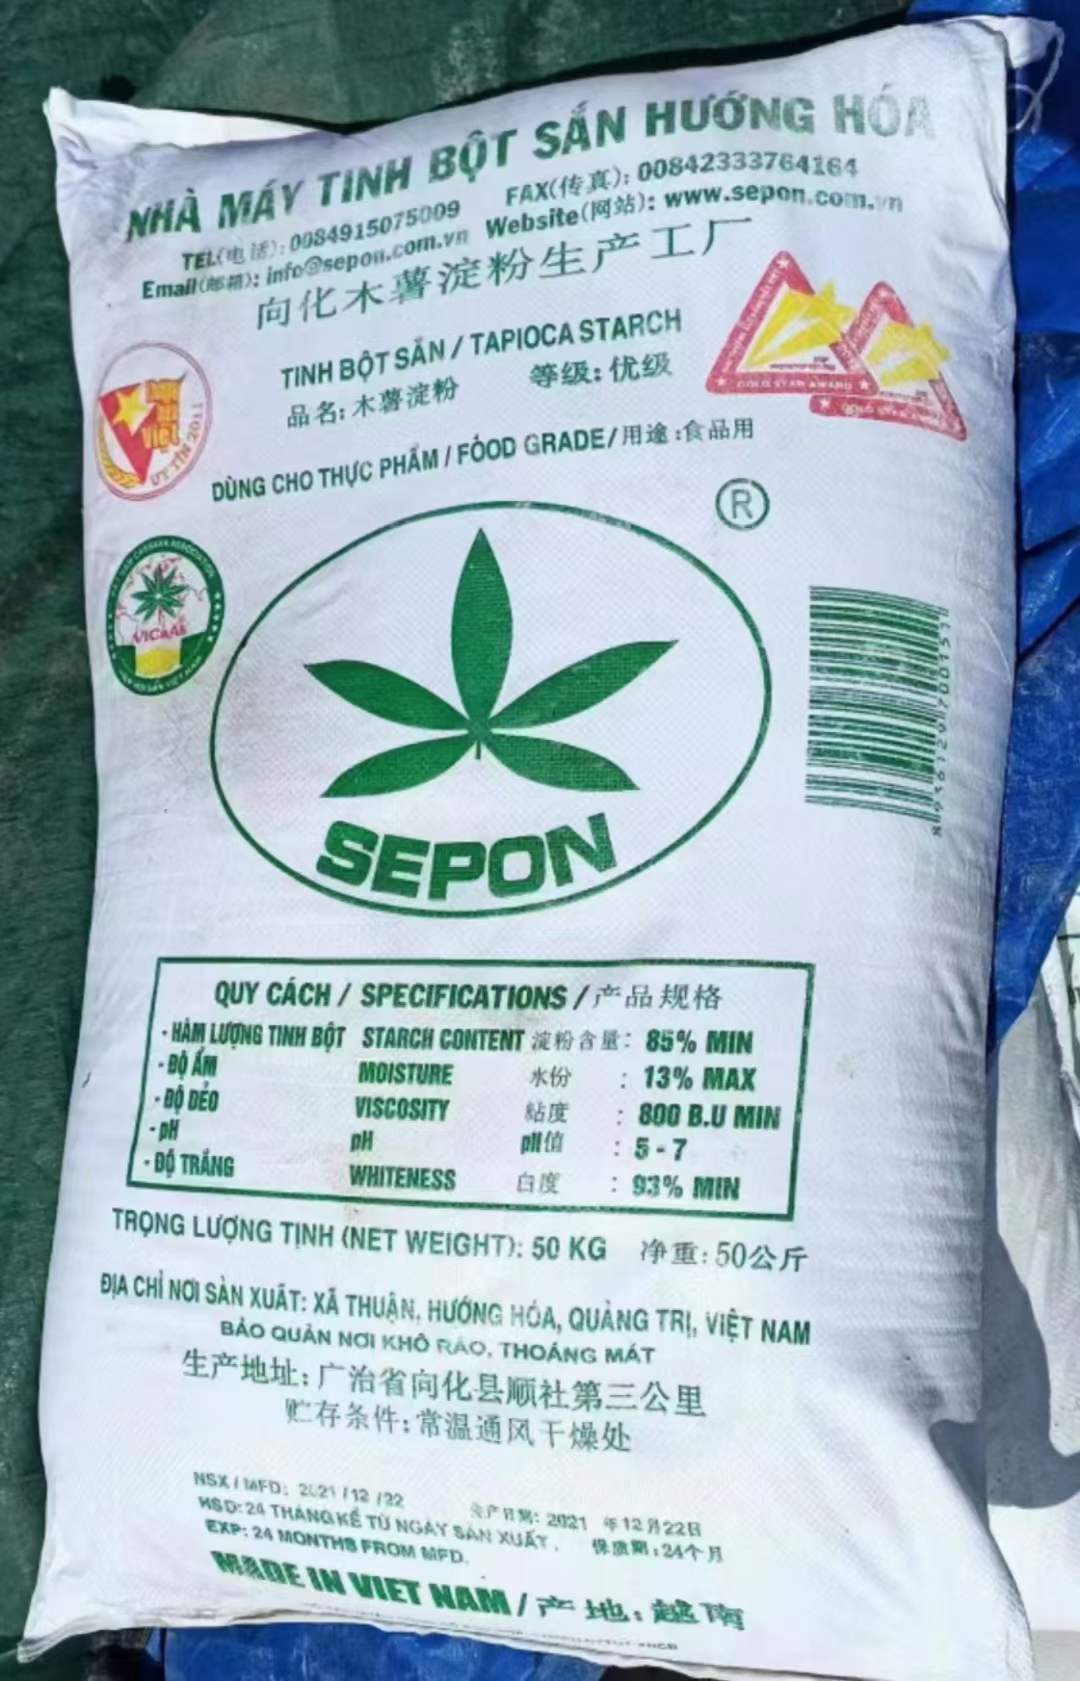 NHÀ MÁY TINH BỘT SẮN HƯỚNG HÓA
TEL(电话): 0084915075009 FAX(传真): 00842333764164
Email(邮箱): info@sepon.com.vn Website(网站): www.sepon.com.vn
向化木薯淀粉生产工厂
TINH BỘT SẮN / TAPIOCA STARCH
品名: 木薯淀粉 等级: 优级
DÙNG CHO THỰC PHẨM / FOOD GRADE / 用途:食品用
Việt
UY TÍN 2011
GOLD STAR AWARD
GOLD STAR AWARD
®
VICAAS
SEPON
QUY CÁCH / SPECIFICATIONS / 产品规格
- HÀM LƯỢNG TINH BỘT STARCH CONTENT 淀粉含量: 85% MIN
- ĐỘ ẨM MOISTURE 水份 : 13% MAX
- ĐỘ DẺO VISCOSITY 粘度 : 800 B.U MIN
- pH pH pH值 : 5 - 7
- ĐỘ TRẮNG WHITENESS 白度 : 93% MIN
TRỌNG LƯỢNG TỊNH (NET WEIGHT): 50 KG 净重: 50公斤
ĐỊA CHỈ NƠI SẢN XUẤT: XÃ THUẬN, HƯỚNG HÓA, QUẢNG TRỊ, VIỆT NAM
BẢO QUẢN NƠI KHÔ RÁO, THOÁNG MÁT
生产地址: 广治省向化县顺社第三公里
贮存条件: 常温通风干燥处
NSX / MFD: 2021 / 12 / 22 生产日期: 2021 年12月22日
HSD: 24 THÁNG KỂ TỪ NGÀY SẢN XUẤT. 保质期: 24个月
EXP: 24 MONTHS FROM MFD.
MADE IN VIET NAM / 产地: 越南